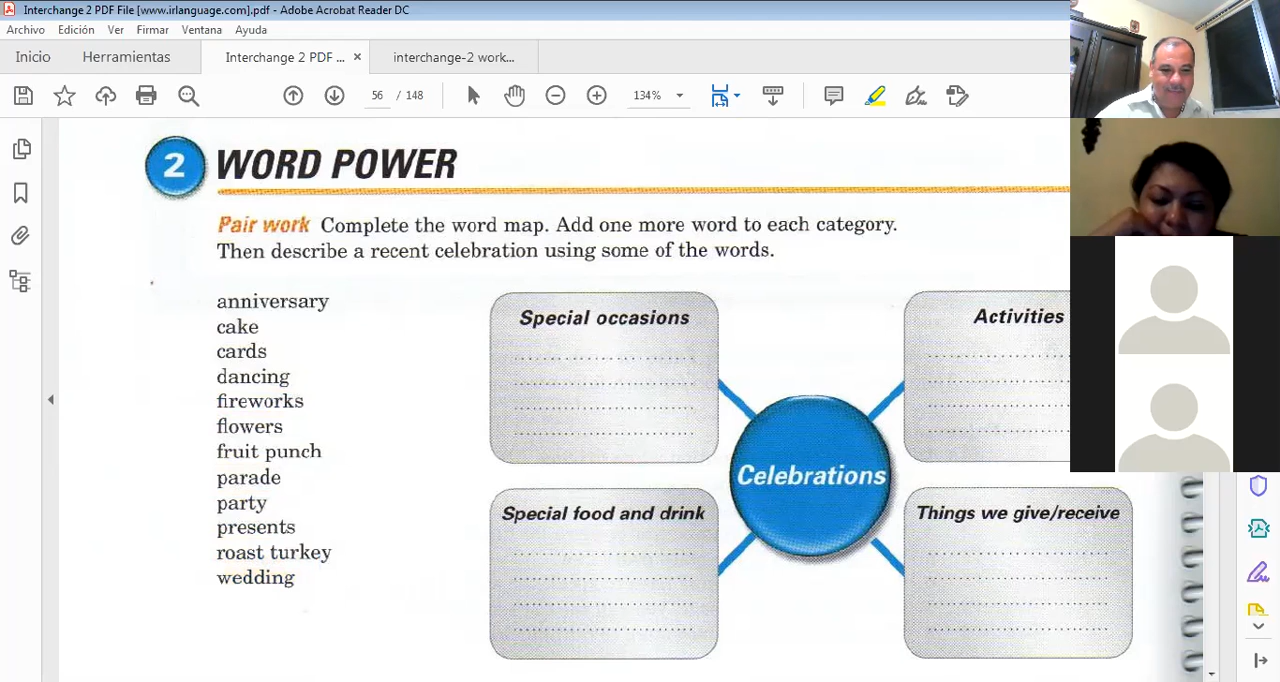 Interchange 2 PDF File [www.irlanguage.com].pdf - Adobe Acrobat Reader DC
Archivo Edición Ver Firmar Ventana Ayuda
Inicio Herramientas Interchange 2 PDF ... × interchange-2 work...
56 / 148 134%
2 WORD POWER
Pair work Complete the word map. Add one more word to each category.
Then describe a recent celebration using some of the words.
anniversary
cake
cards
dancing
fireworks
flowers
fruit punch
parade
party
presents
roast turkey
wedding
Special occasions
Activities
Celebrations
Special food and drink
Things we give/receive